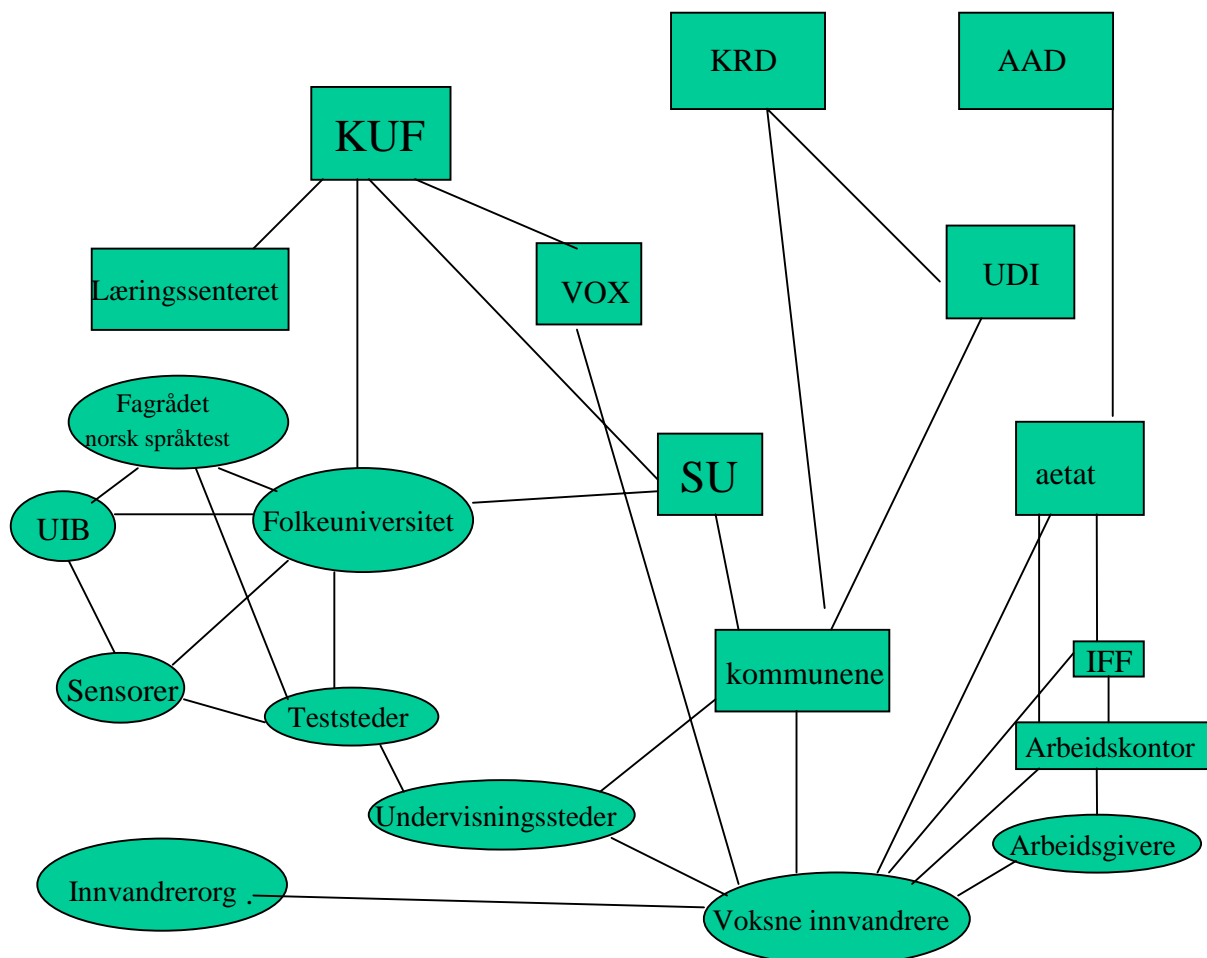 KRD
AAD
KUF
Læringssenteret
VOX
UDI
Fagrådet
norsk språktest
SU
aetat
UIB
Folkeuniversitet
Sensorer
Teststeder
kommunene
IFF
Arbeidskontor
Undervisningssteder
Arbeidsgivere
Innvandrerorg .
Voksne innvandrere